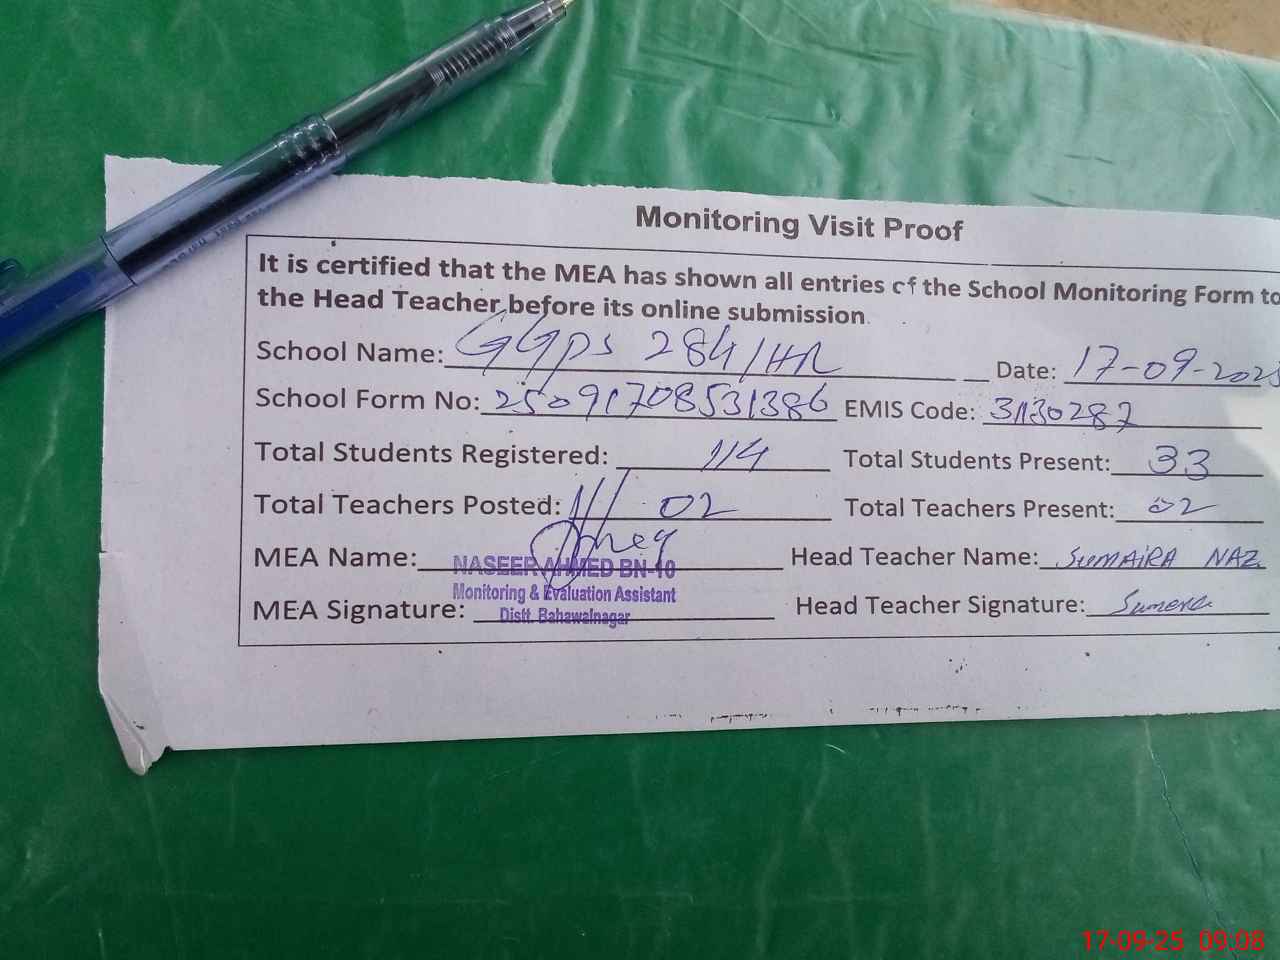 Monitoring Visit Proof
It is certified that the MEA has shown all entries of the School Monitoring Form to
the Head Teacher before its online submission.
School Name: GGPS 284/HR Date: 17-09-2025
School Form No: 25091708531386 EMIS Code: 31130287
Total Students Registered: 114 Total Students Present: 33
Total Teachers Posted: 02 Total Teachers Present: 02
MEA Name: NASEER AHMED BN-10 Head Teacher Name: SUMAIRA NAZ
Monitoring & Evaluation Assistant
MEA Signature: Distt. Bahawalnagar Head Teacher Signature:
17-09-25 09:08